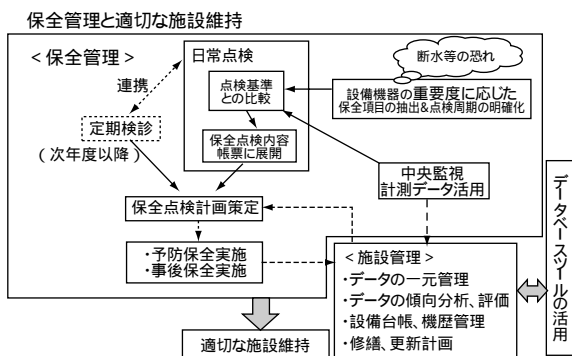 保全管理と適切な施設維持
＜保全管理＞
日常点検
断水等の恐れ
連携
点検基準
との比較
設備機器の重要度に応じた
保全項目の抽出&点検周期の明確化
定期検診
(次年度以降)
保全点検内容
帳票に展開
中央監視
計測データ活用
保全点検計画策定
・予防保全実施
・事後保全実施
＜施設管理＞
・データの一元管理
・データの傾向分析、評価
・設備台帳、機歴管理
・修繕、更新計画
データベースツールの活用
適切な施設維持